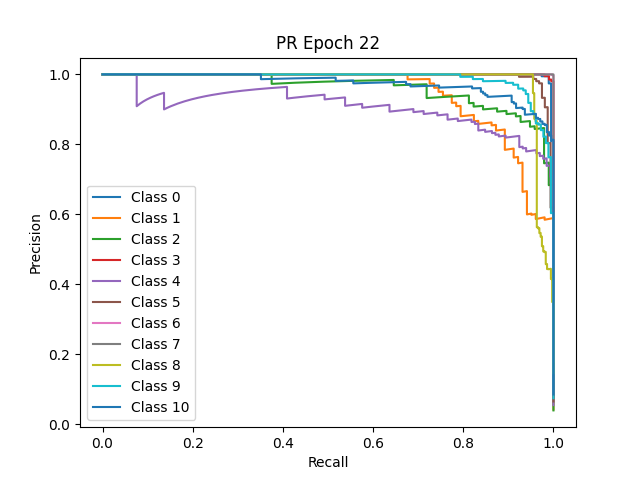 PR Epoch 22
1.0
0.8
0.6
0.4
0.2
0.0
Precision
Class 0
Class 1
Class 2
Class 3
Class 4
Class 5
Class 6
Class 7
Class 8
Class 9
Class 10
0.0 0.2 0.4 0.6 0.8 1.0
Recall